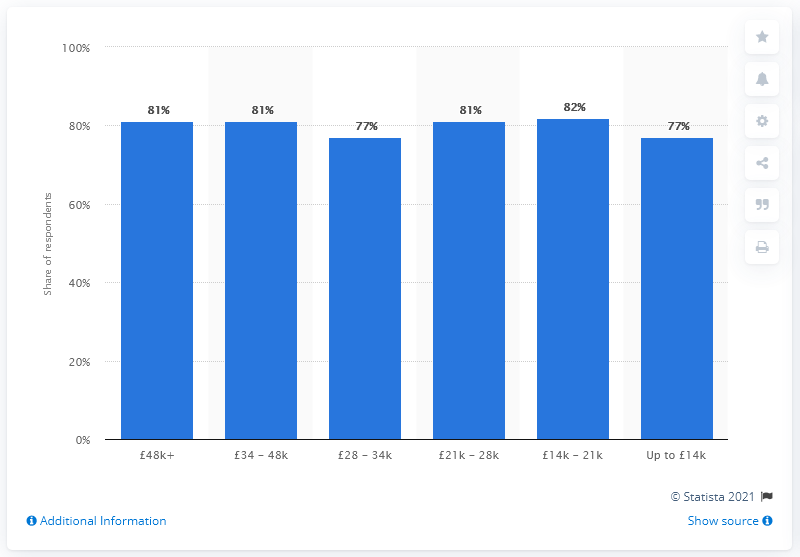 100%
80%
60%
40%
20%
0%
Share of respondents
81%
81%
77%
81%
82%
77%
£48k+
£34 – 48k
£28 – 34k
£21k – 28k
£14k – 21k
Up to £14k
© Statista 2021
Additional Information
Show source